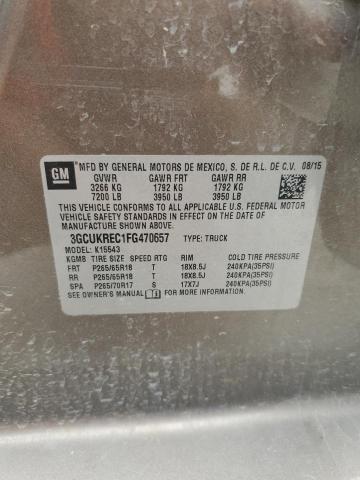 GM
MFD BY GENERAL MOTORS DE MEXICO, S. DE R.L. DE C.V. 08/15
GVWR GAWR FRT GAWR RR
3266 KG 1792 KG 1792 KG
7200 LB 3950 LB 3950 LB
THIS VEHICLE CONFORMS TO ALL APPLICABLE U.S. FEDERAL MOTOR
VEHICLE SAFETY STANDARDS IN EFFECT ON THE DATE OF
MANUFACTURE SHOWN ABOVE.
3GCUKREC1FG470657 TYPE: TRUCK
MODEL: K15543
KGM8 TIRE SIZE SPEED RTG RIM COLD TIRE PRESSURE
FRT P265/65R18 T 18X8.5J 240KPA(35PSI)
RR P265/65R18 T 18X8.5J 240KPA(35PSI)
SPA P265/70R17 S 17X7J 240KPA(35PSI)
SEE OWNER'S MANUAL FOR MORE INFORMATION.